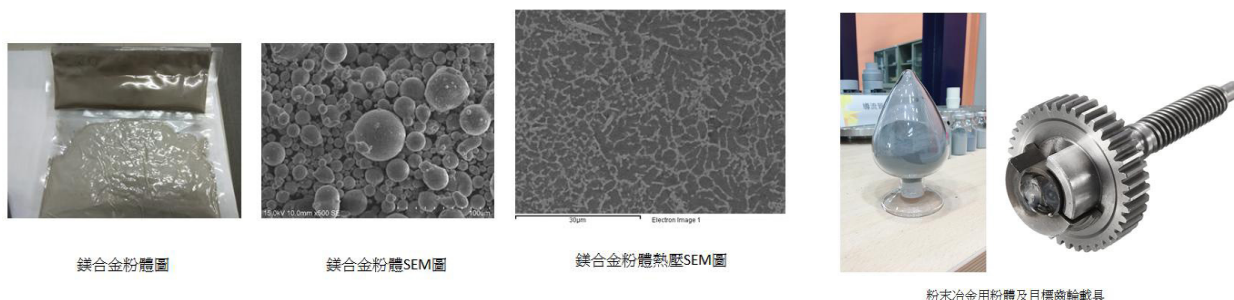 15.0kV 10.0mm x500 SE
100um
30μm
Electron Image 1
鎂合金粉體圖
鎂合金粉體SEM圖
鎂合金粉體熱壓SEM圖
粉末冶金用粉體及目標齒輪載具